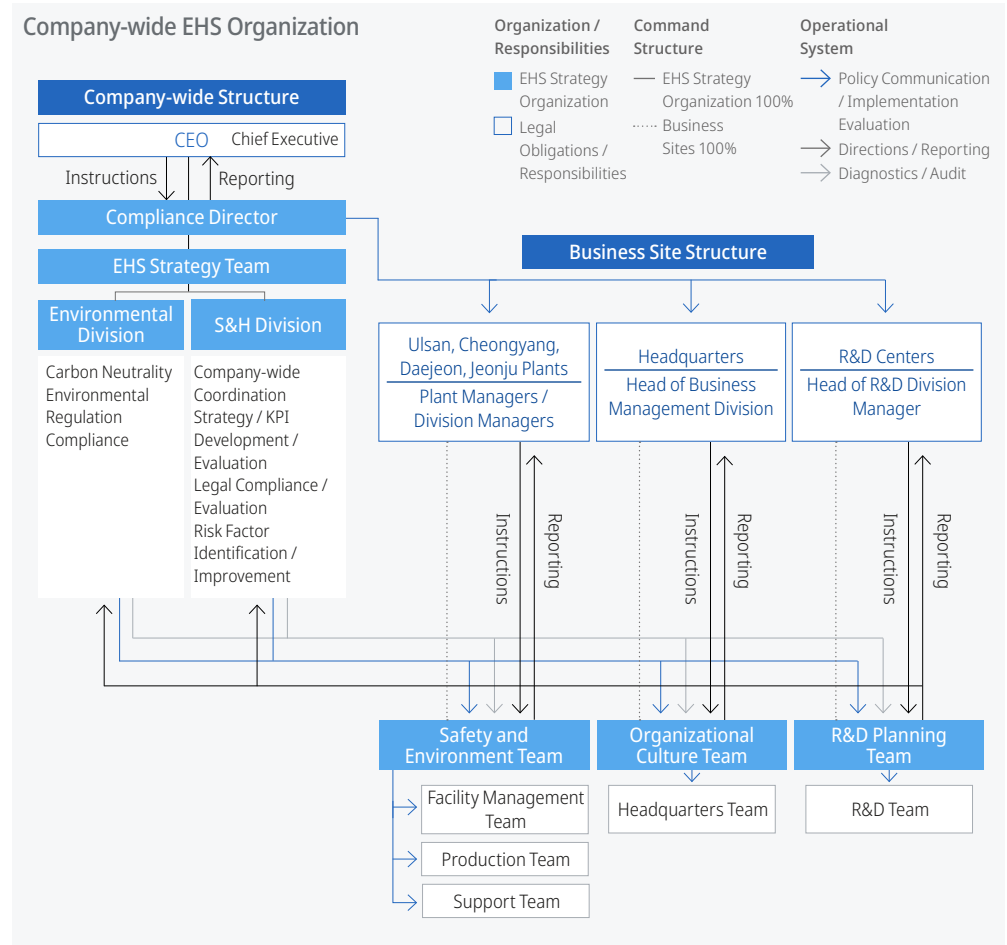 Company-wide EHS Organization
Organization /
Responsibilities
EHS Strategy
Organization
Legal
Obligations /
Responsibilities
Command
Structure
EHS Strategy
Organization 100%
Business
Sites 100%
Operational
System
Policy Communication
/ Implementation
Evaluation
Directions / Reporting
Diagnostics / Audit
Company-wide Structure
CEO Chief Executive
Instructions
Reporting
Compliance Director
EHS Strategy Team
Environmental
Division
S&H Division
Carbon Neutrality
Environmental
Regulation
Compliance
Company-wide
Coordination
Strategy / KPI
Development /
Evaluation
Legal Compliance /
Evaluation
Risk Factor
Identification /
Improvement
Business Site Structure
Ulsan, Cheongyang,
Daejeon, Jeonju Plants
Plant Managers /
Division Managers
Headquarters
Head of Business
Management Division
R&D Centers
Head of R&D Division
Manager
Instructions
Reporting
Instructions
Reporting
Instructions
Reporting
Safety and
Environment Team
Organizational
Culture Team
R&D Planning
Team
Facility Management
Team
Production Team
Support Team
Headquarters Team
R&D Team